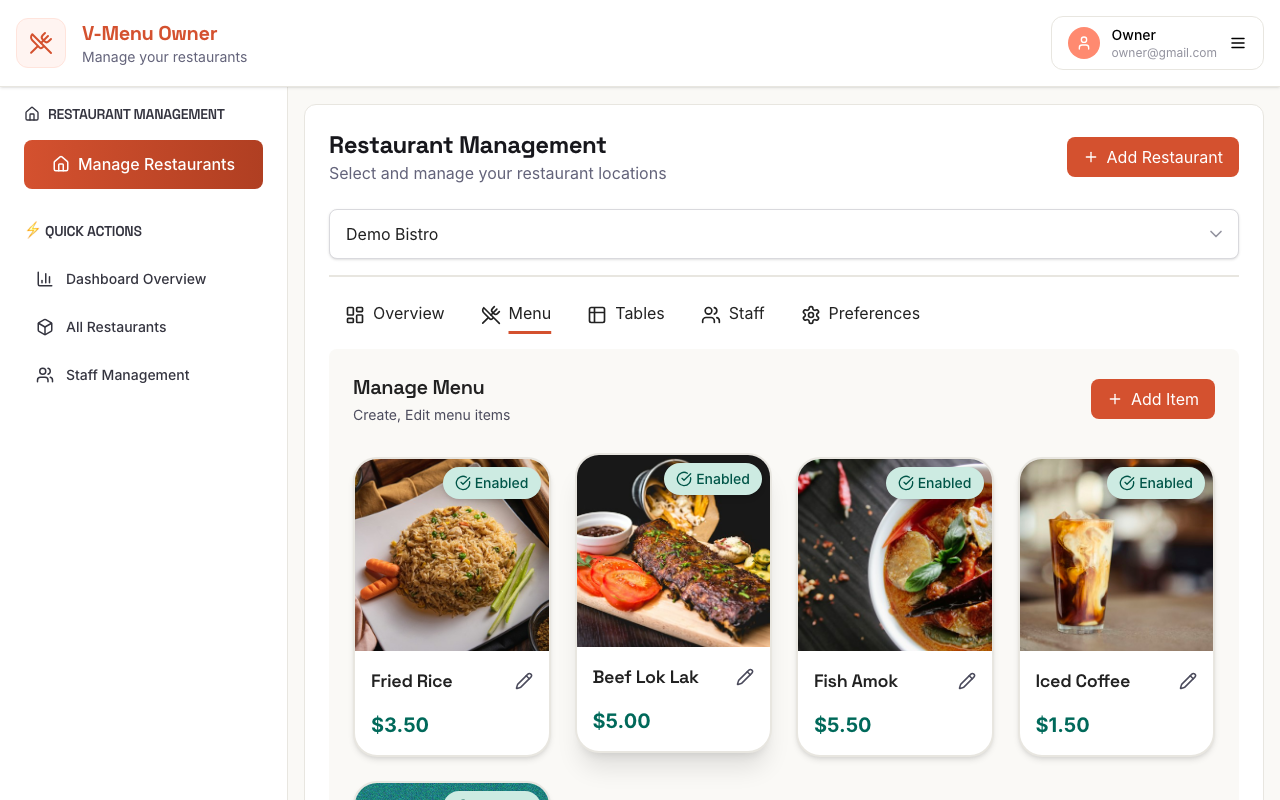 V-Menu Owner
Manage your restaurants
Owner
owner@gmail.com
RESTAURANT MANAGEMENT
Manage Restaurants
⚡ QUICK ACTIONS
Dashboard Overview
All Restaurants
Staff Management
Restaurant Management
Select and manage your restaurant locations
+ Add Restaurant
Demo Bistro
Overview
Menu
Tables
Staff
Preferences
Manage Menu
Create, Edit menu items
+ Add Item
Enabled
Enabled
Enabled
Enabled
Fried Rice
Beef Lok Lak
Fish Amok
Iced Coffee
$3.50
$5.00
$5.50
$1.50